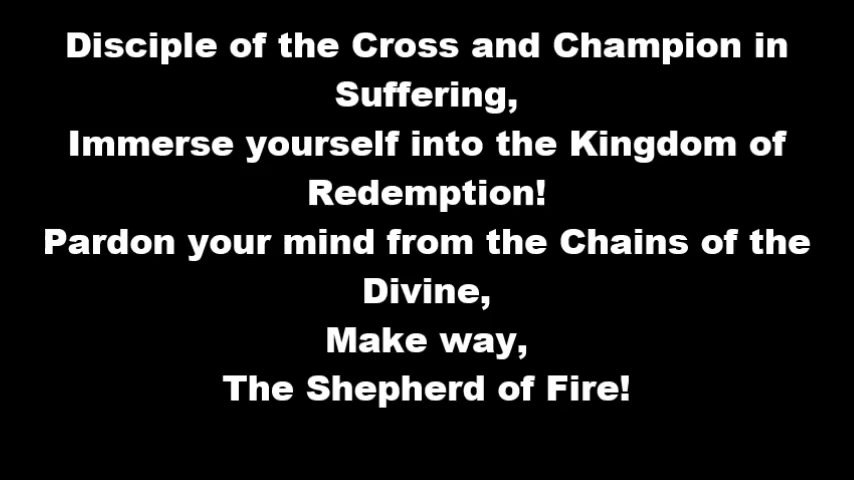 Disciple of the Cross and Champion in
Suffering,
Immerse yourself into the Kingdom of
Redemption!
Pardon your mind from the Chains of the
Divine,
Make way,
The Shepherd of Fire!